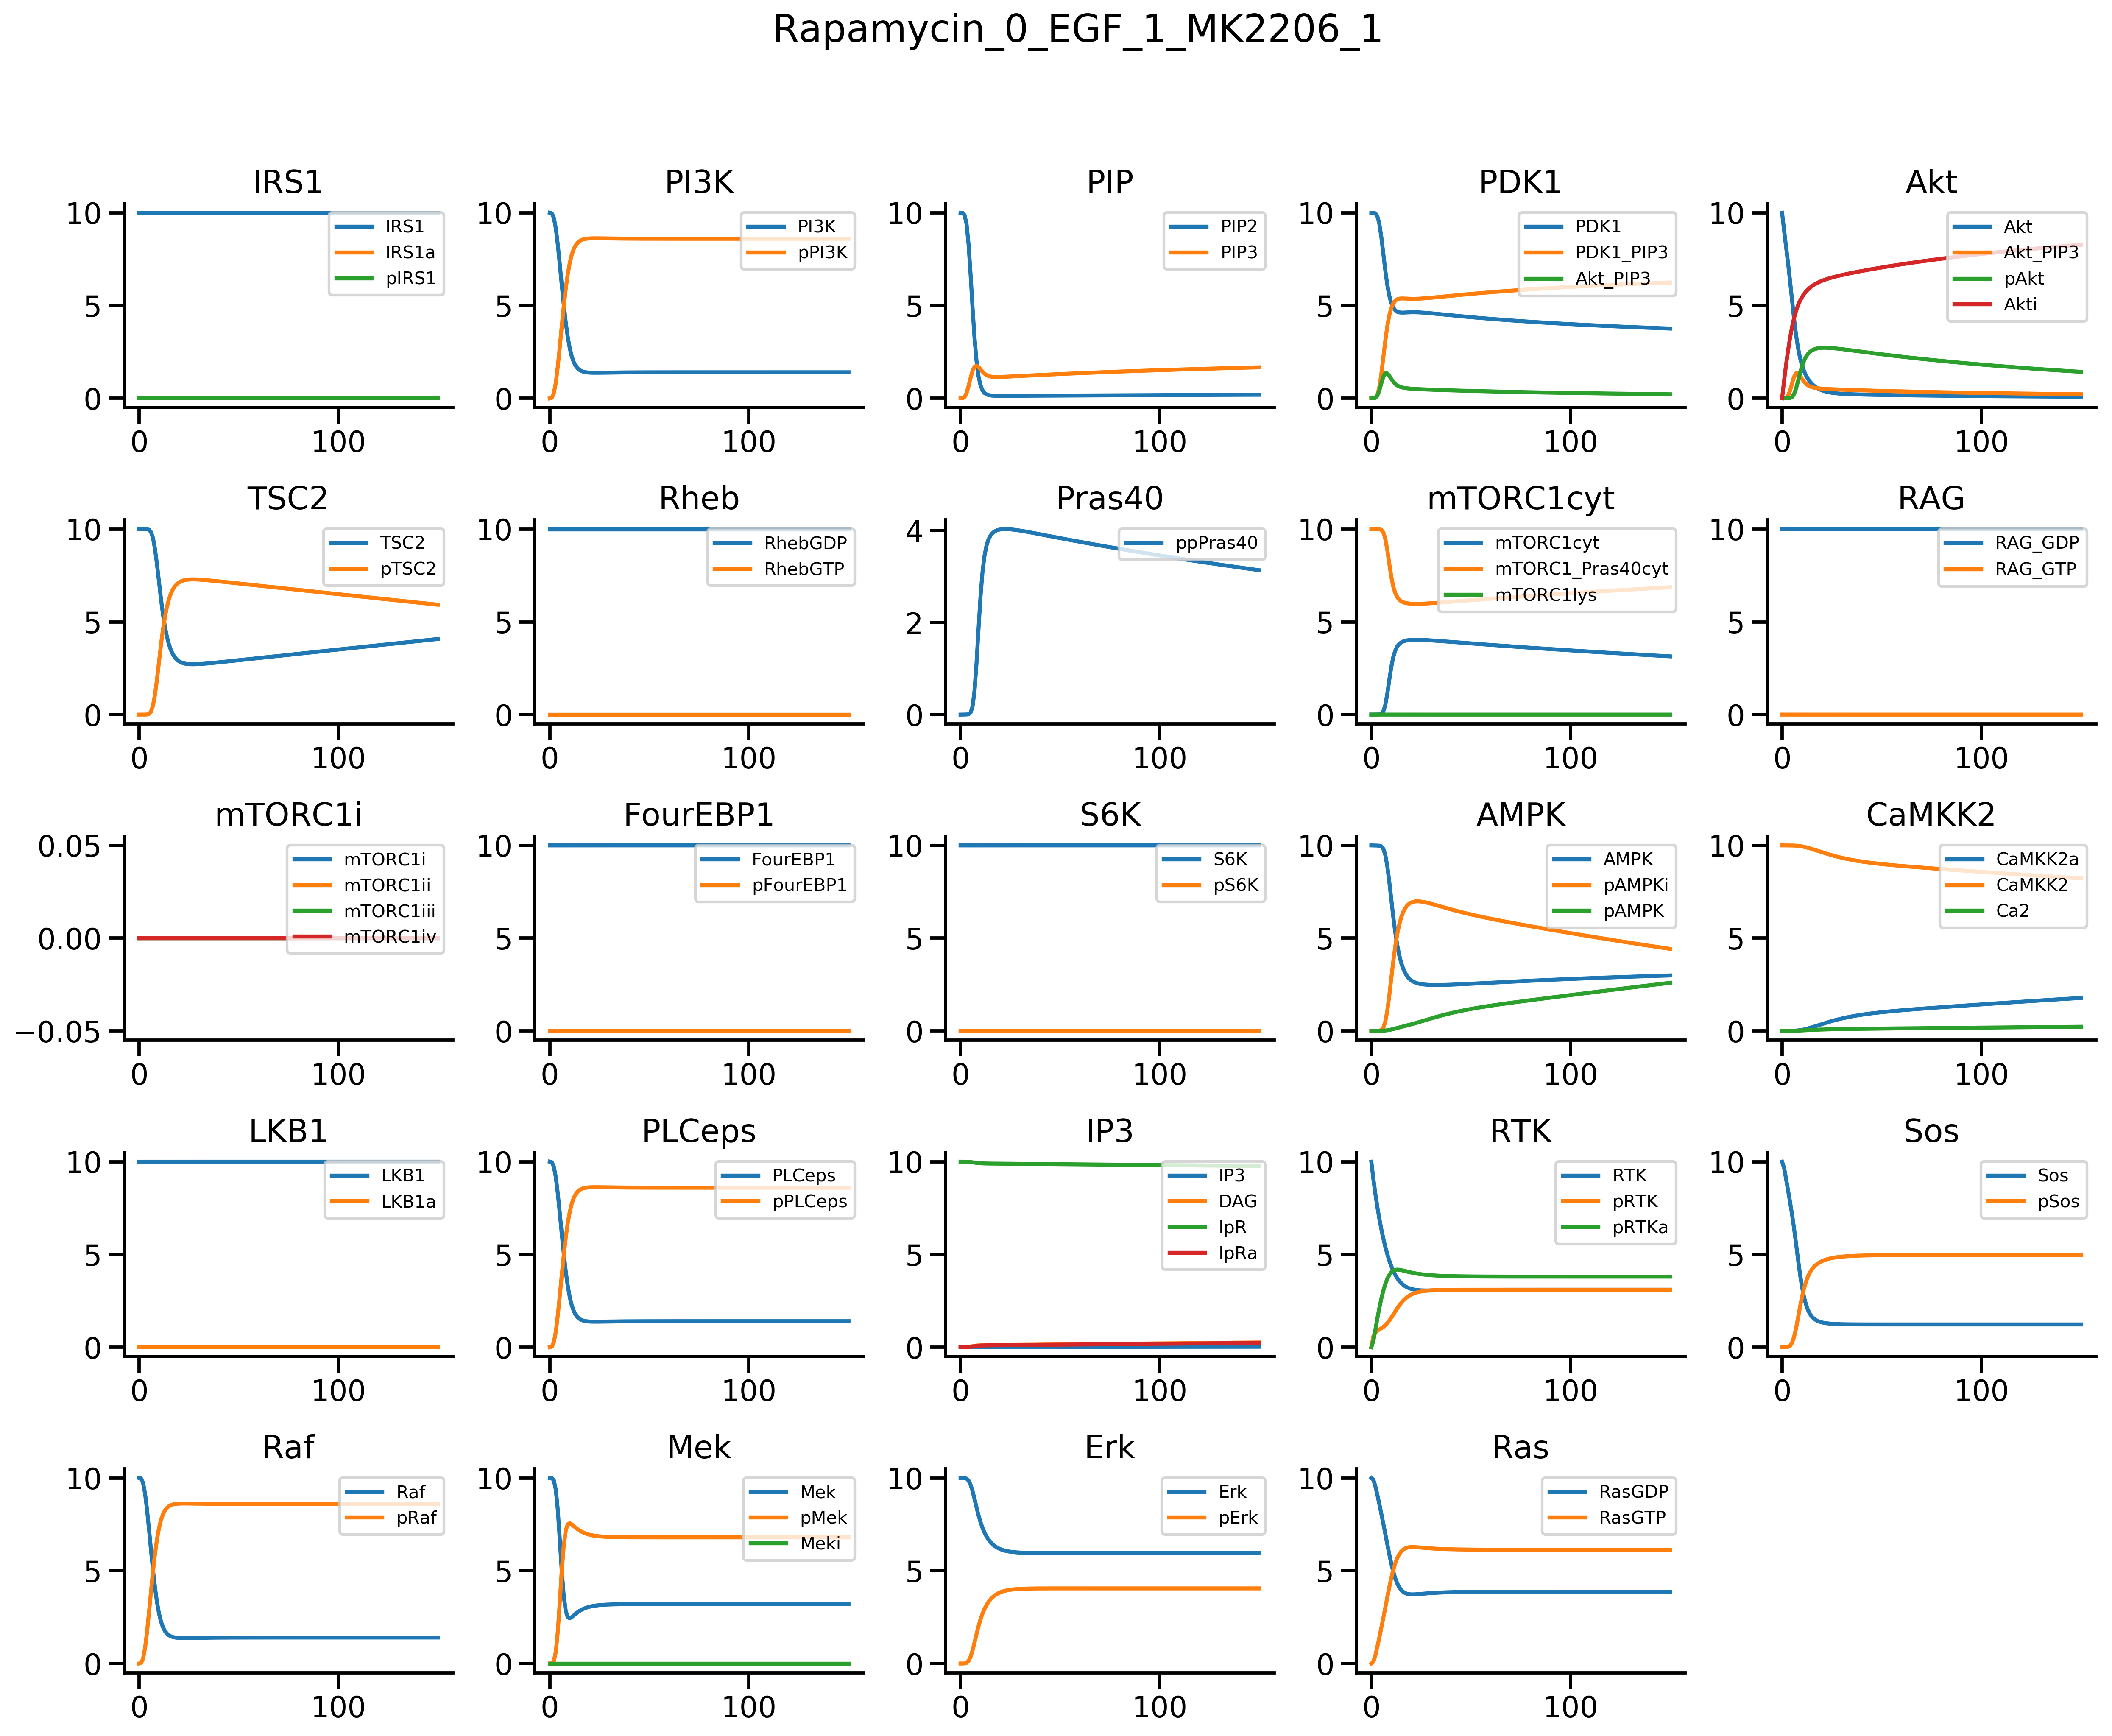 Rapamycin_0_EGF_1_MK2206_1
IRS1
10
5
0
0
100
IRS1
IRS1a
pIRS1
PI3K
10
5
0
0
100
PI3K
pPI3K
PIP
10
5
0
0
100
PIP2
PIP3
PDK1
10
5
0
0
100
PDK1
PDK1_PIP3
Akt_PIP3
Akt
10
5
0
0
100
Akt
Akt_PIP3
pAkt
Akti
TSC2
10
5
0
0
100
TSC2
pTSC2
Rheb
10
5
0
0
100
RhebGDP
RhebGTP
Pras40
4
2
0
0
100
ppPras40
mTORC1cyt
10
5
0
0
100
mTORC1cyt
mTORC1_Pras40cyt
mTORC1lys
RAG
10
5
0
0
100
RAG_GDP
RAG_GTP
mTORC1i
0.05
0.00
−0.05
0
100
mTORC1i
mTORC1ii
mTORC1iii
mTORC1iv
FourEBP1
10
5
0
0
100
FourEBP1
pFourEBP1
S6K
10
5
0
0
100
S6K
pS6K
AMPK
10
5
0
0
100
AMPK
pAMPKi
pAMPK
CaMKK2
10
5
0
0
100
CaMKK2a
CaMKK2
Ca2
LKB1
10
5
0
0
100
LKB1
LKB1a
PLCeps
10
5
0
0
100
PLCeps
pPLCeps
IP3
10
5
0
0
100
IP3
DAG
IpR
IpRa
RTK
10
5
0
0
100
RTK
pRTK
pRTKa
Sos
10
5
0
0
100
Sos
pSos
Raf
10
5
0
0
100
Raf
pRaf
Mek
10
5
0
0
100
Mek
pMek
Meki
Erk
10
5
0
0
100
Erk
pErk
Ras
10
5
0
0
100
RasGDP
RasGTP